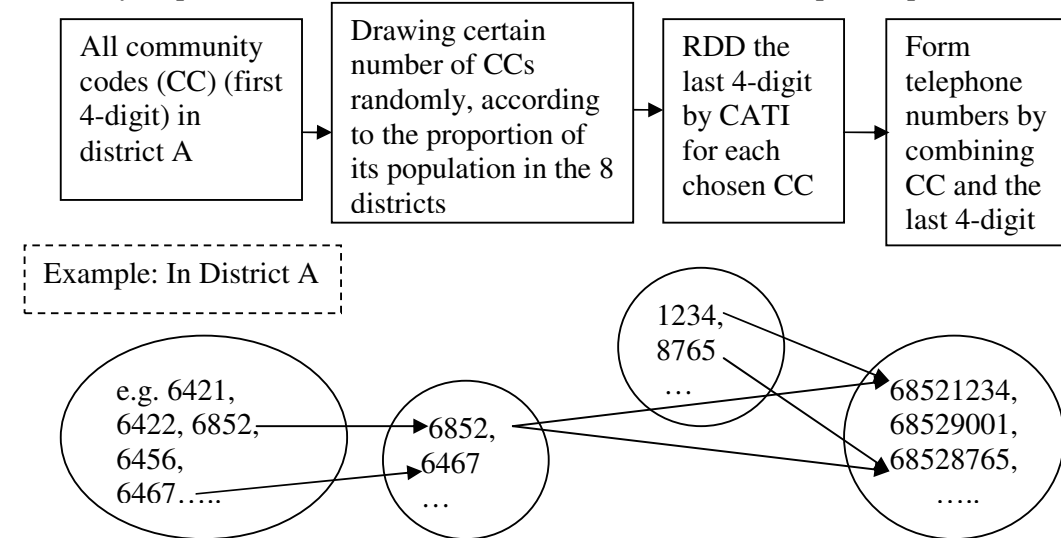 All community
codes (CC) (first
4-digit) in
district A
Drawing certain
number of CCs
randomly, according
to the proportion of
its population in the 8
districts
RDD the
last 4-digit
by CATI
for each
chosen CC
Form
telephone
numbers by
combining
CC and the
last 4-digit
Example: In District A
e.g. 6421,
6422, 6852,
6456,
6467…..
6852,
6467
…
1234,
8765
…
68521234,
68529001,
68528765,
…..